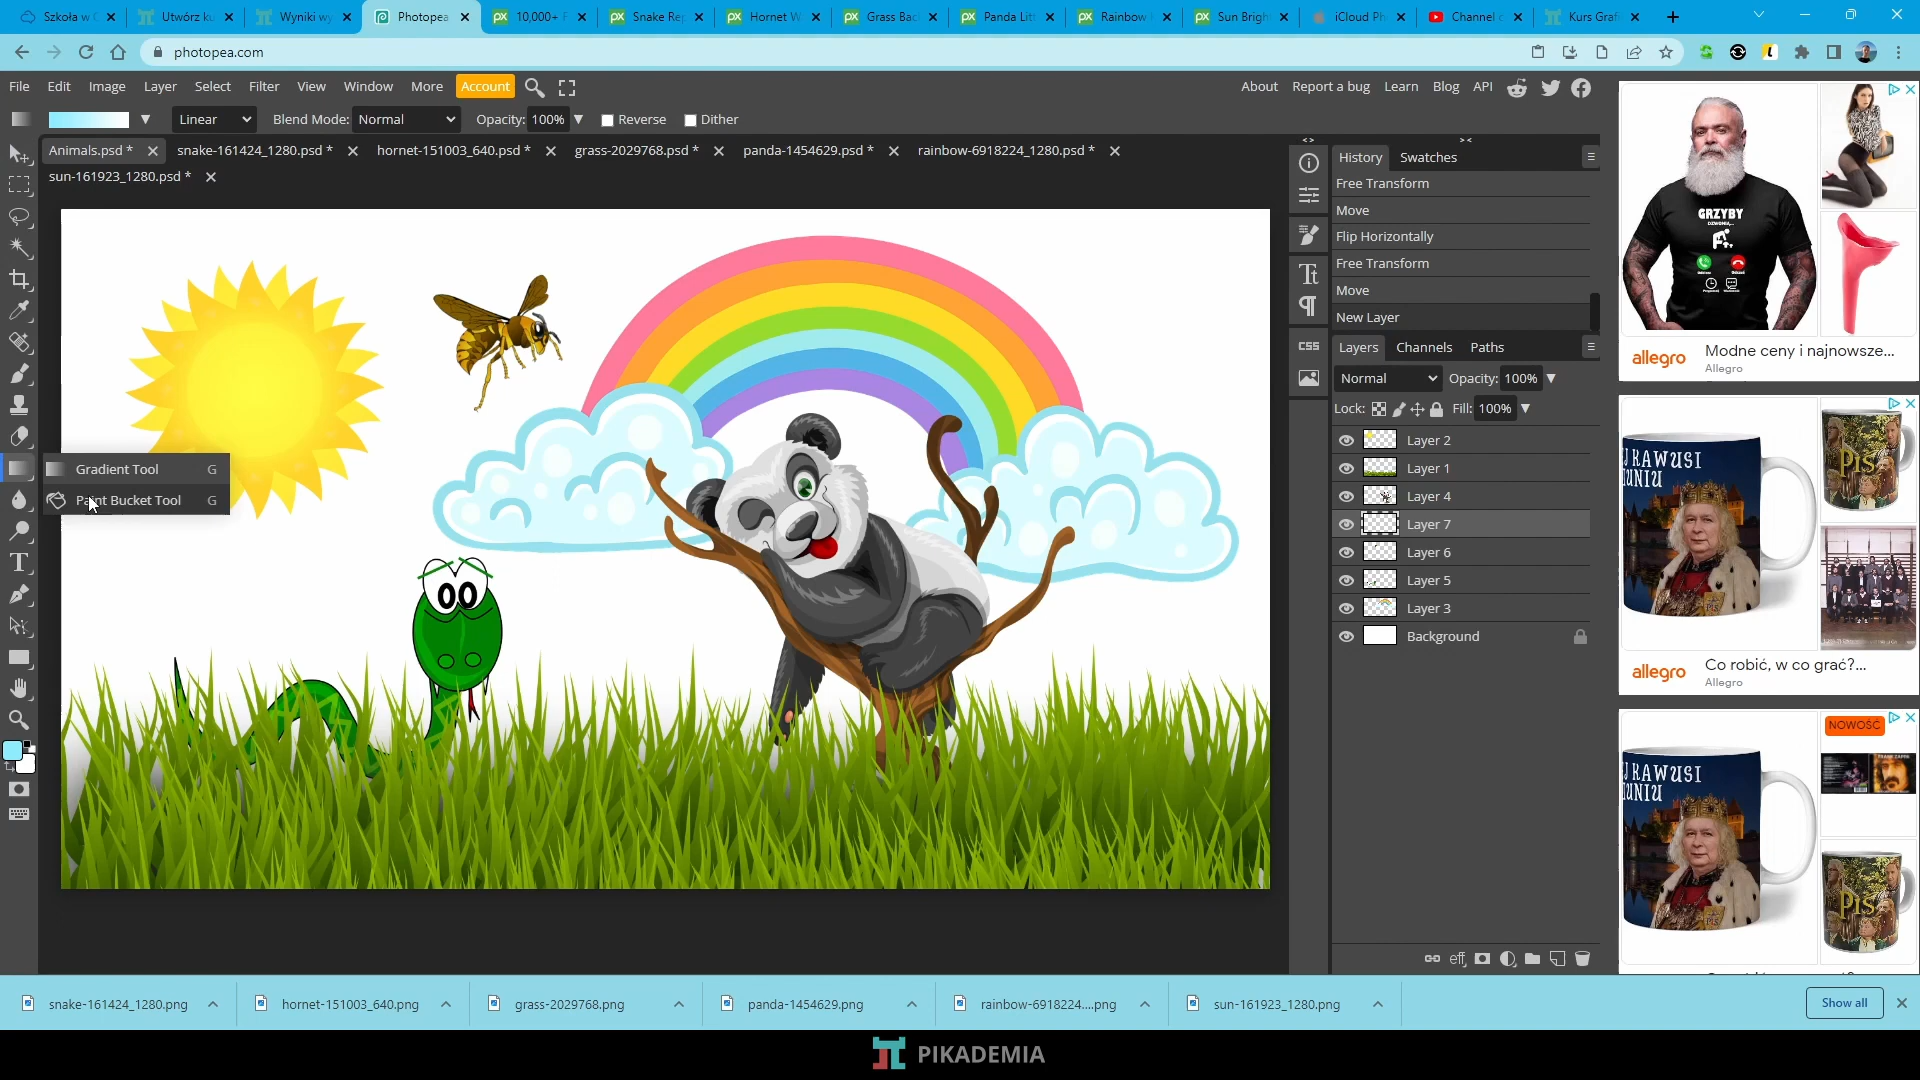 Szkoła w C
Utwórz ku
Wyniki wy
Photopea
10,000+ F
Snake Rep
Hornet W
Grass Bac
Panda Litt
Rainbow
Sun Brigh
iCloud Ph
Channel c
Kurs Grafi
photopea.com
File
Edit
Image
Layer
Select
Filter
View
Window
More
Account
About
Report a bug
Learn
Blog
API
Linear
Blend Mode: Normal
Opacity: 100%
Reverse
Dither
Animals.psd *
snake-161424_1280.psd *
hornet-151003_640.psd *
grass-2029768.psd *
panda-1454629.psd *
rainbow-6918224_1280.psd *
sun-161923_1280.psd *
Gradient Tool G
Paint Bucket Tool G
History
Swatches
Free Transform
Move
Flip Horizontally
Free Transform
Move
New Layer
CSS
Layers
Channels
Paths
Normal
Opacity: 100%
Lock:
Fill: 100%
Layer 2
Layer 1
Layer 4
Layer 7
Layer 6
Layer 5
Layer 3
Background
eff
GRZYBY
allegro
Modne ceny i najnowsze...
Allegro
allegro
Co robić, w co grać?...
Allegro
NOWOŚĆ
snake-161424_1280.png
hornet-151003_640.png
grass-2029768.png
panda-1454629.png
rainbow-6918224....png
sun-161923_1280.png
Show all
PIKADEMIA